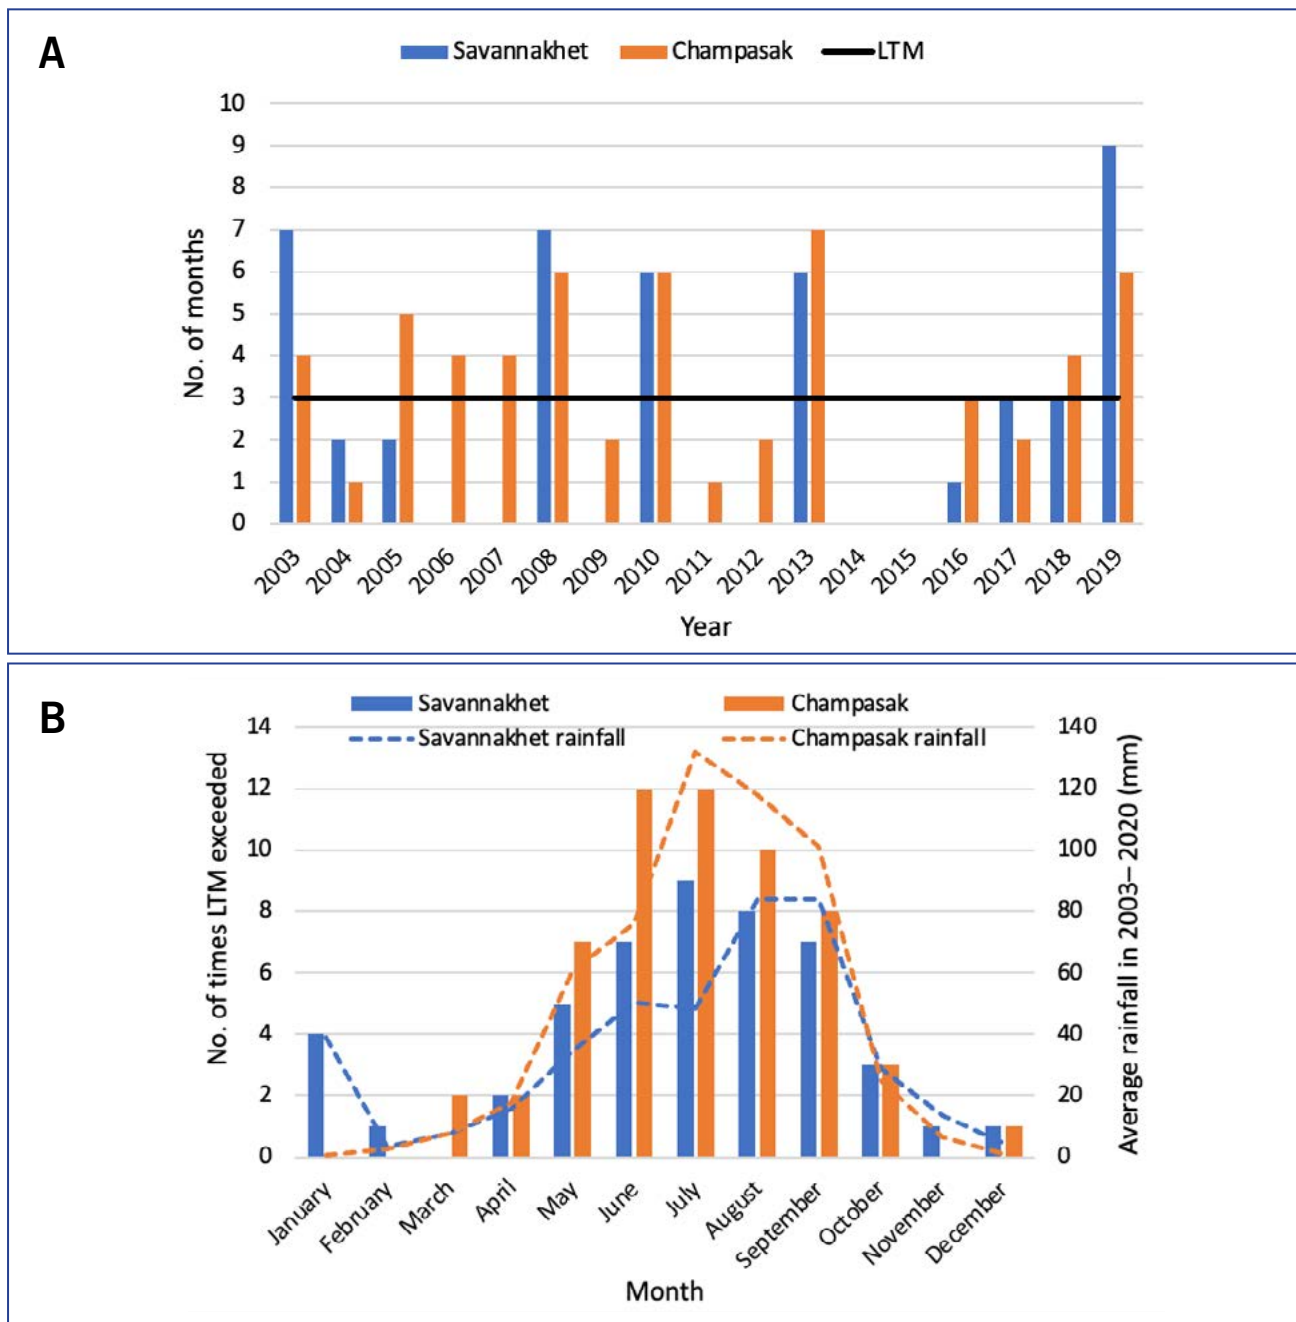 A
Savannakhet Champasak LTM
10
9
8
7
6
5
4
3
2
1
0
No. of months
2003 2004 2005 2006 2007 2008 2009 2010 2011 2012 2013 2014 2015 2016 2017 2018 2019
Year
B
Savannakhet Champasak
Savannakhet rainfall Champasak rainfall
14 140
12 120
10 100
8 80
6 60
4 40
2 20
0 0
No. of times LTM exceeded
Average rainfall in 2003– 2020 (mm)
January February March April May June July August September October November December
Month